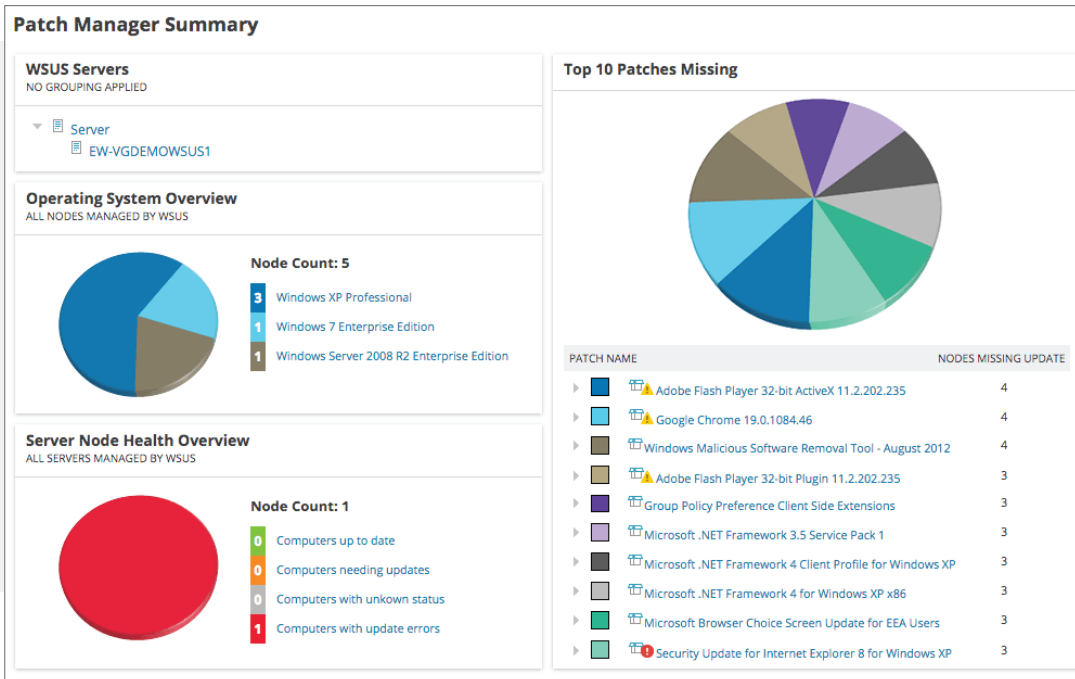 Patch Manager Summary
WSUS Servers
NO GROUPING APPLIED
Server
EW-VGDEMOWSUS1
Operating System Overview
ALL NODES MANAGED BY WSUS
Node Count: 5
3 Windows XP Professional
1 Windows 7 Enterprise Edition
1 Windows Server 2008 R2 Enterprise Edition
Server Node Health Overview
ALL SERVERS MANAGED BY WSUS
Node Count: 1
0 Computers up to date
0 Computers needing updates
0 Computers with unkown status
1 Computers with update errors
Top 10 Patches Missing
PATCH NAME NODES MISSING UPDATE
Adobe Flash Player 32-bit ActiveX 11.2.202.235 4
Google Chrome 19.0.1084.46 4
Windows Malicious Software Removal Tool - August 2012 4
Adobe Flash Player 32-bit Plugin 11.2.202.235 3
Group Policy Preference Client Side Extensions 3
Microsoft .NET Framework 3.5 Service Pack 1 3
Microsoft .NET Framework 4 Client Profile for Windows XP 3
Microsoft .NET Framework 4 for Windows XP x86 3
Microsoft Browser Choice Screen Update for EEA Users 3
Security Update for Internet Explorer 8 for Windows XP 3